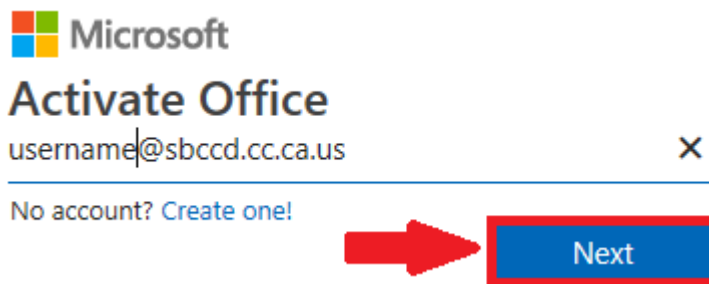 Microsoft
Activate Office
username@sbccd.cc.ca.us
No account? Create one!
Next